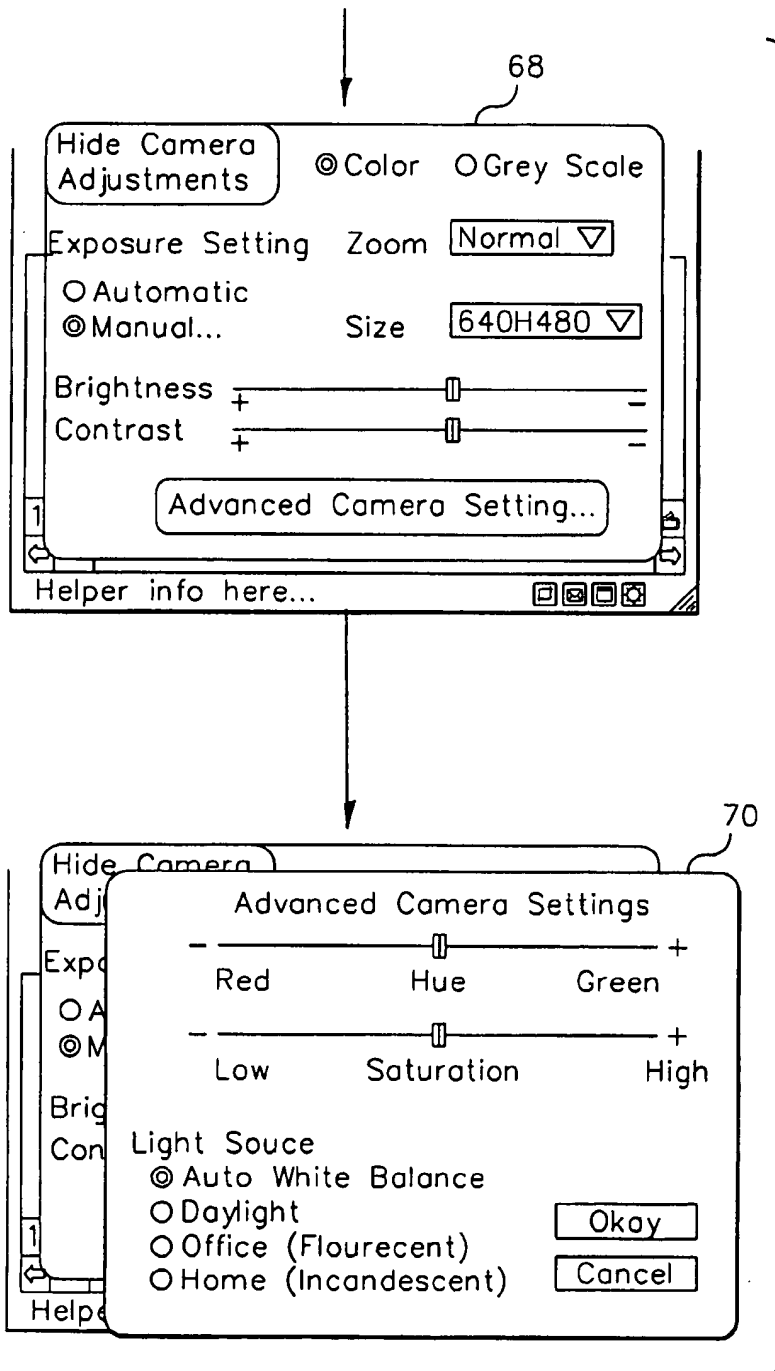 68
Hide Camera
Adjustments
Color Grey Scale
Exposure Setting Zoom Normal
Automatic
Manual... Size 640H480
Brightness + -
Contrast + -
Advanced Camera Setting...
1
Helper info here...
70
Hide Camera
Adj
Advanced Camera Settings
- +
Expo
Red Hue Green
A
- +
M
Low Saturation High
Brig
Con
Light Souce
Auto White Balance
Daylight
Okay
1
Office (Flourecent)
Home (Incandescent)
Cancel
Helpe